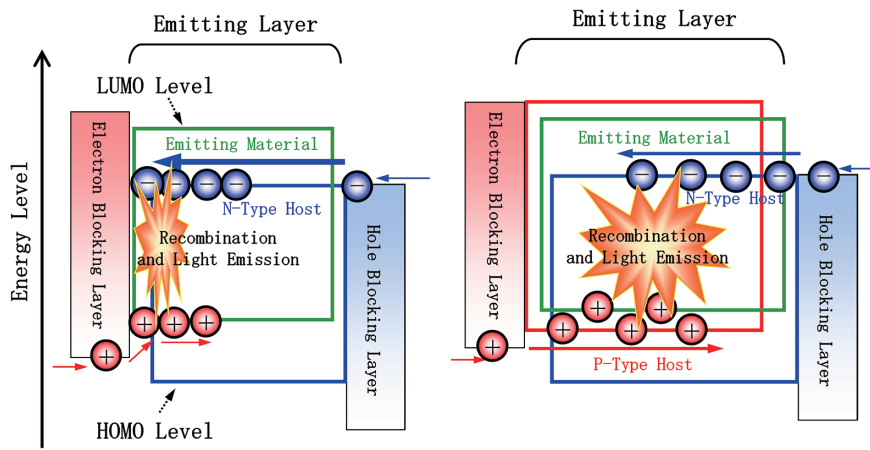 Emitting Layer
LUMO Level
Energy Level
Electron Blocking Layer
Emitting Material
N-Type Host
Recombination
and Light Emission
Hole Blocking Layer
HOMO Level
Emitting Layer
Electron Blocking Layer
Emitting Material
N-Type Host
Recombination
and Light Emission
P-Type Host
Hole Blocking Layer